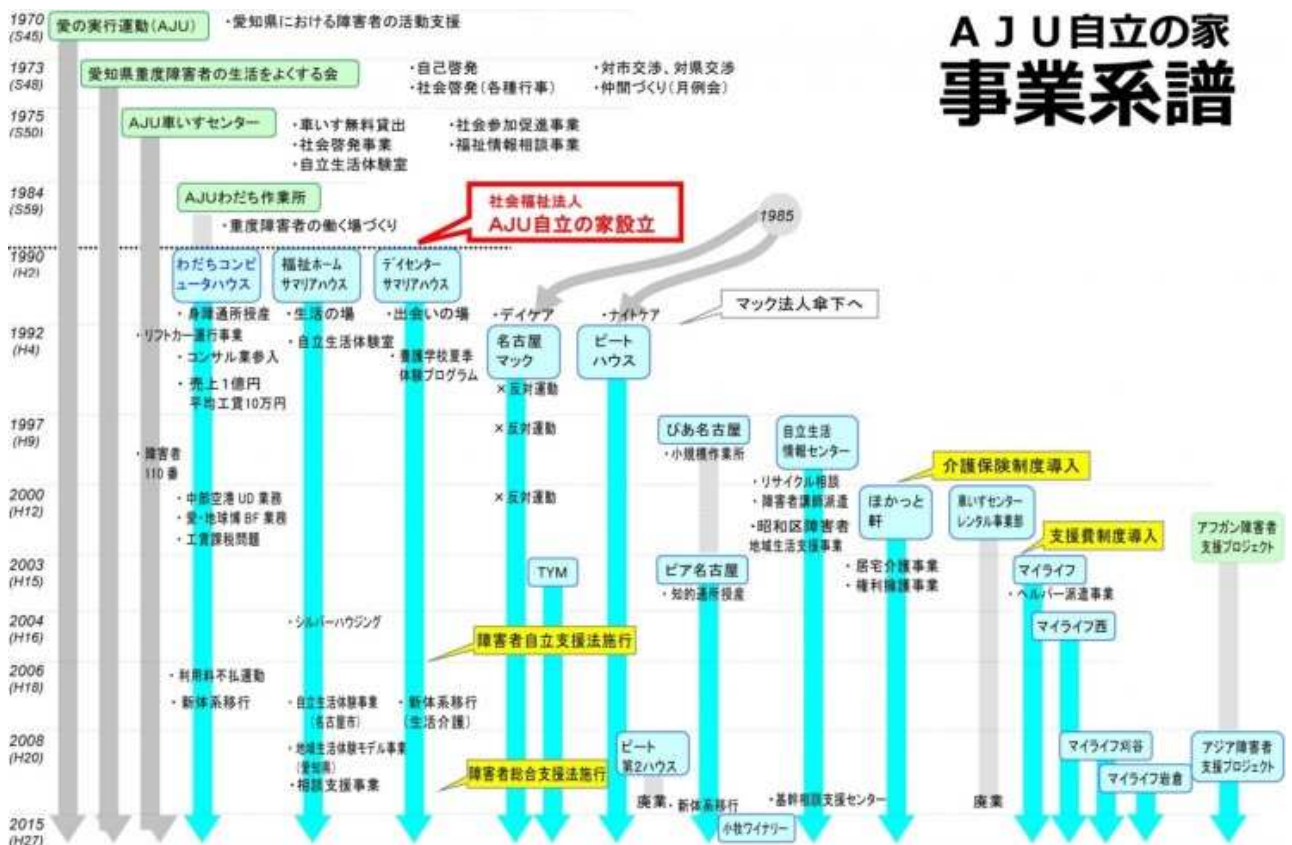 AJU自立の家
事業系譜
1970
(S45)
愛の実行運動(AJU)
・愛知県における障害者の活動支援
1973
(S48)
愛知県重度障害者の生活をよくする会
・自己啓発
・社会啓発(各種行事)
・対市交渉、対県交渉
・仲間づくり(月例会)
1975
(S50)
AJU車いすセンター
・車いす無料貸出
・社会啓発事業
・自立生活体験室
・社会参加促進事業
・福祉情報相談事業
1984
(S59)
AJUわだち作業所
・重度障害者の働く場づくり
社会福祉法人
AJU自立の家設立
1985
1990
(H2)
わだちコンピ
ュータハウス
福祉ホーム
サマリアハウス
デイセンター
サマリアハウス
マック法人傘下へ
・身障通所授産
・生活の場
・出会いの場
・デイケア
・ナイトケア
1992
(H4)
・リフトカー運行事業
・コンサル業参入
・売上1億円
平均工賃10万円
・自立生活体験室
・養護学校夏季
体験プログラム
名古屋
マック
ビート
ハウス
×反対運動
1997
(H9)
×反対運動
ぴあ名古屋
・小規模作業所
自立生活
情報センター
・障害者
110番
・リサイクル相談
・障害者講師派遣
・昭和区障害者
地域生活支援事業
介護保険制度導入
2000
(H12)
・中部空港UD業務
・愛・地球博BF業務
・工賃課税問題
×反対運動
ほかっと
軒
車いすセンター
レンタル事業部
支援費制度導入
アフガン障害者
支援プロジェクト
2003
(H15)
TYM
ピア名古屋
・知的通所授産
・居宅介護事業
・権利擁護事業
マイライフ
・ヘルパー派遣事業
2004
(H16)
・シルバーハウジング
マイライフ西
障害者自立支援法施行
2006
(H18)
・利用料不払運動
・新体系移行
・自立生活体験事業
(名古屋市)
・新体系移行
(生活介護)
2008
(H20)
・地域生活体験モデル事業
(愛知県)
・相談支援事業
障害者総合支援法施行
ピート
第2ハウス
マイライフ刈谷
マイライフ岩倉
アジア障害者
支援プロジェクト
廃業
・新体系移行
・基幹相談支援センター
廃業
2015
(H27)
小牧ワイナリー